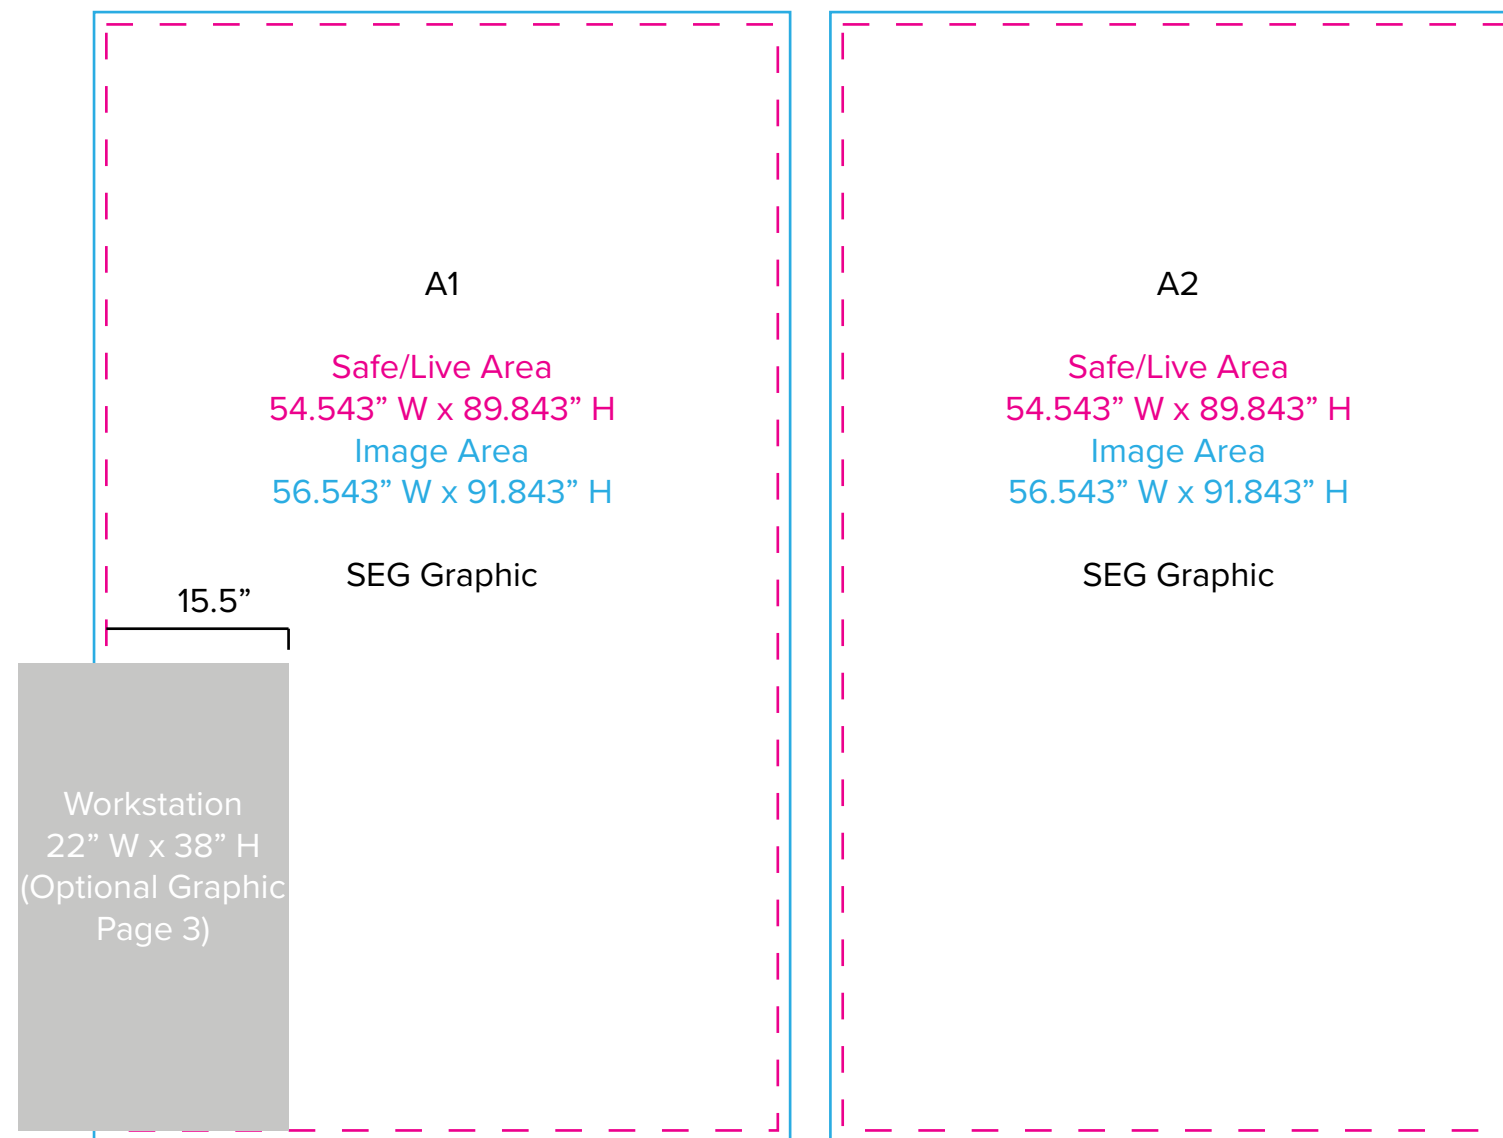 A1
Safe/Live Area
54.543” W x 89.843” H
Image Area
56.543” W x 91.843” H
SEG Graphic
15.5”
Workstation
22” W x 38” H
(Optional Graphic
Page 3)
A2
Safe/Live Area
54.543” W x 89.843” H
Image Area
56.543” W x 91.843” H
SEG Graphic